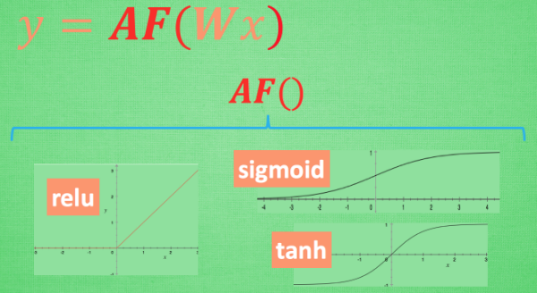 y = AF(Wx)
AF()
relu
sigmoid
tanh